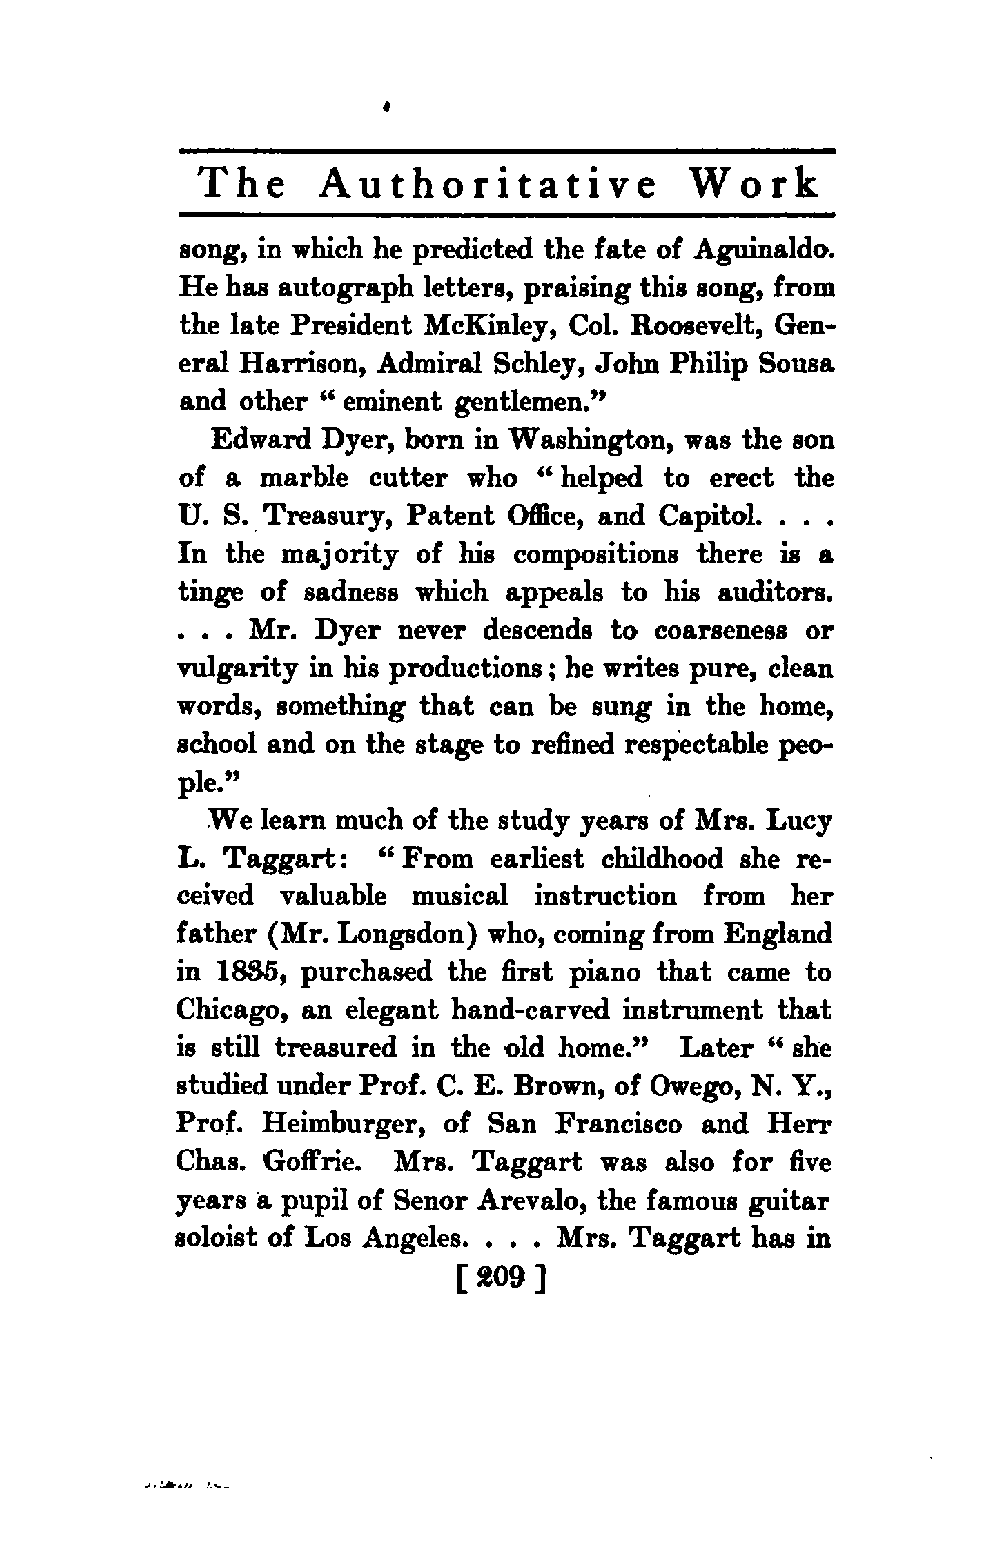 The Authoritative Work
song, in which he predicted the fate of Aguinaldo.
He has autograph letters, praising this song, from
the late President McKinley, Col. Roosevelt, Gen-
eral Harrison, Admiral Schley, John Philip Sousa
and other “ eminent gentlemen.”
Edward Dyer, born in Washington, was the son
of a marble cutter who “ helped to erect the
U. S. Treasury, Patent Office, and Capitol. . . .
In the majority of his compositions there is a
tinge of sadness which appeals to his auditors.
. . . Mr. Dyer never descends to coarseness or
vulgarity in his productions; he writes pure, clean
words, something that can be sung in the home,
school and on the stage to refined respectable peo-
ple.”
We learn much of the study years of Mrs. Lucy
L. Taggart: “ From earliest childhood she re-
ceived valuable musical instruction from her
father (Mr. Longsdon) who, coming from England
in 1835, purchased the first piano that came to
Chicago, an elegant hand-carved instrument that
is still treasured in the old home.” Later “ she
studied under Prof. C. E. Brown, of Owego, N. Y.,
Prof. Heimburger, of San Francisco and Herr
Chas. Goffrie. Mrs. Taggart was also for five
years a pupil of Senor Arevalo, the famous guitar
soloist of Los Angeles. . . . Mrs. Taggart has in
[ 209 ]